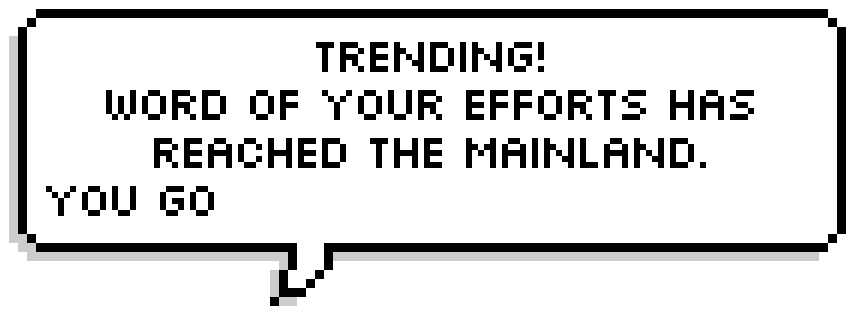 TRENDING!
WORD OF YOUR EFFORTS HAS
REACHED THE MAINLAND.
YOU GO